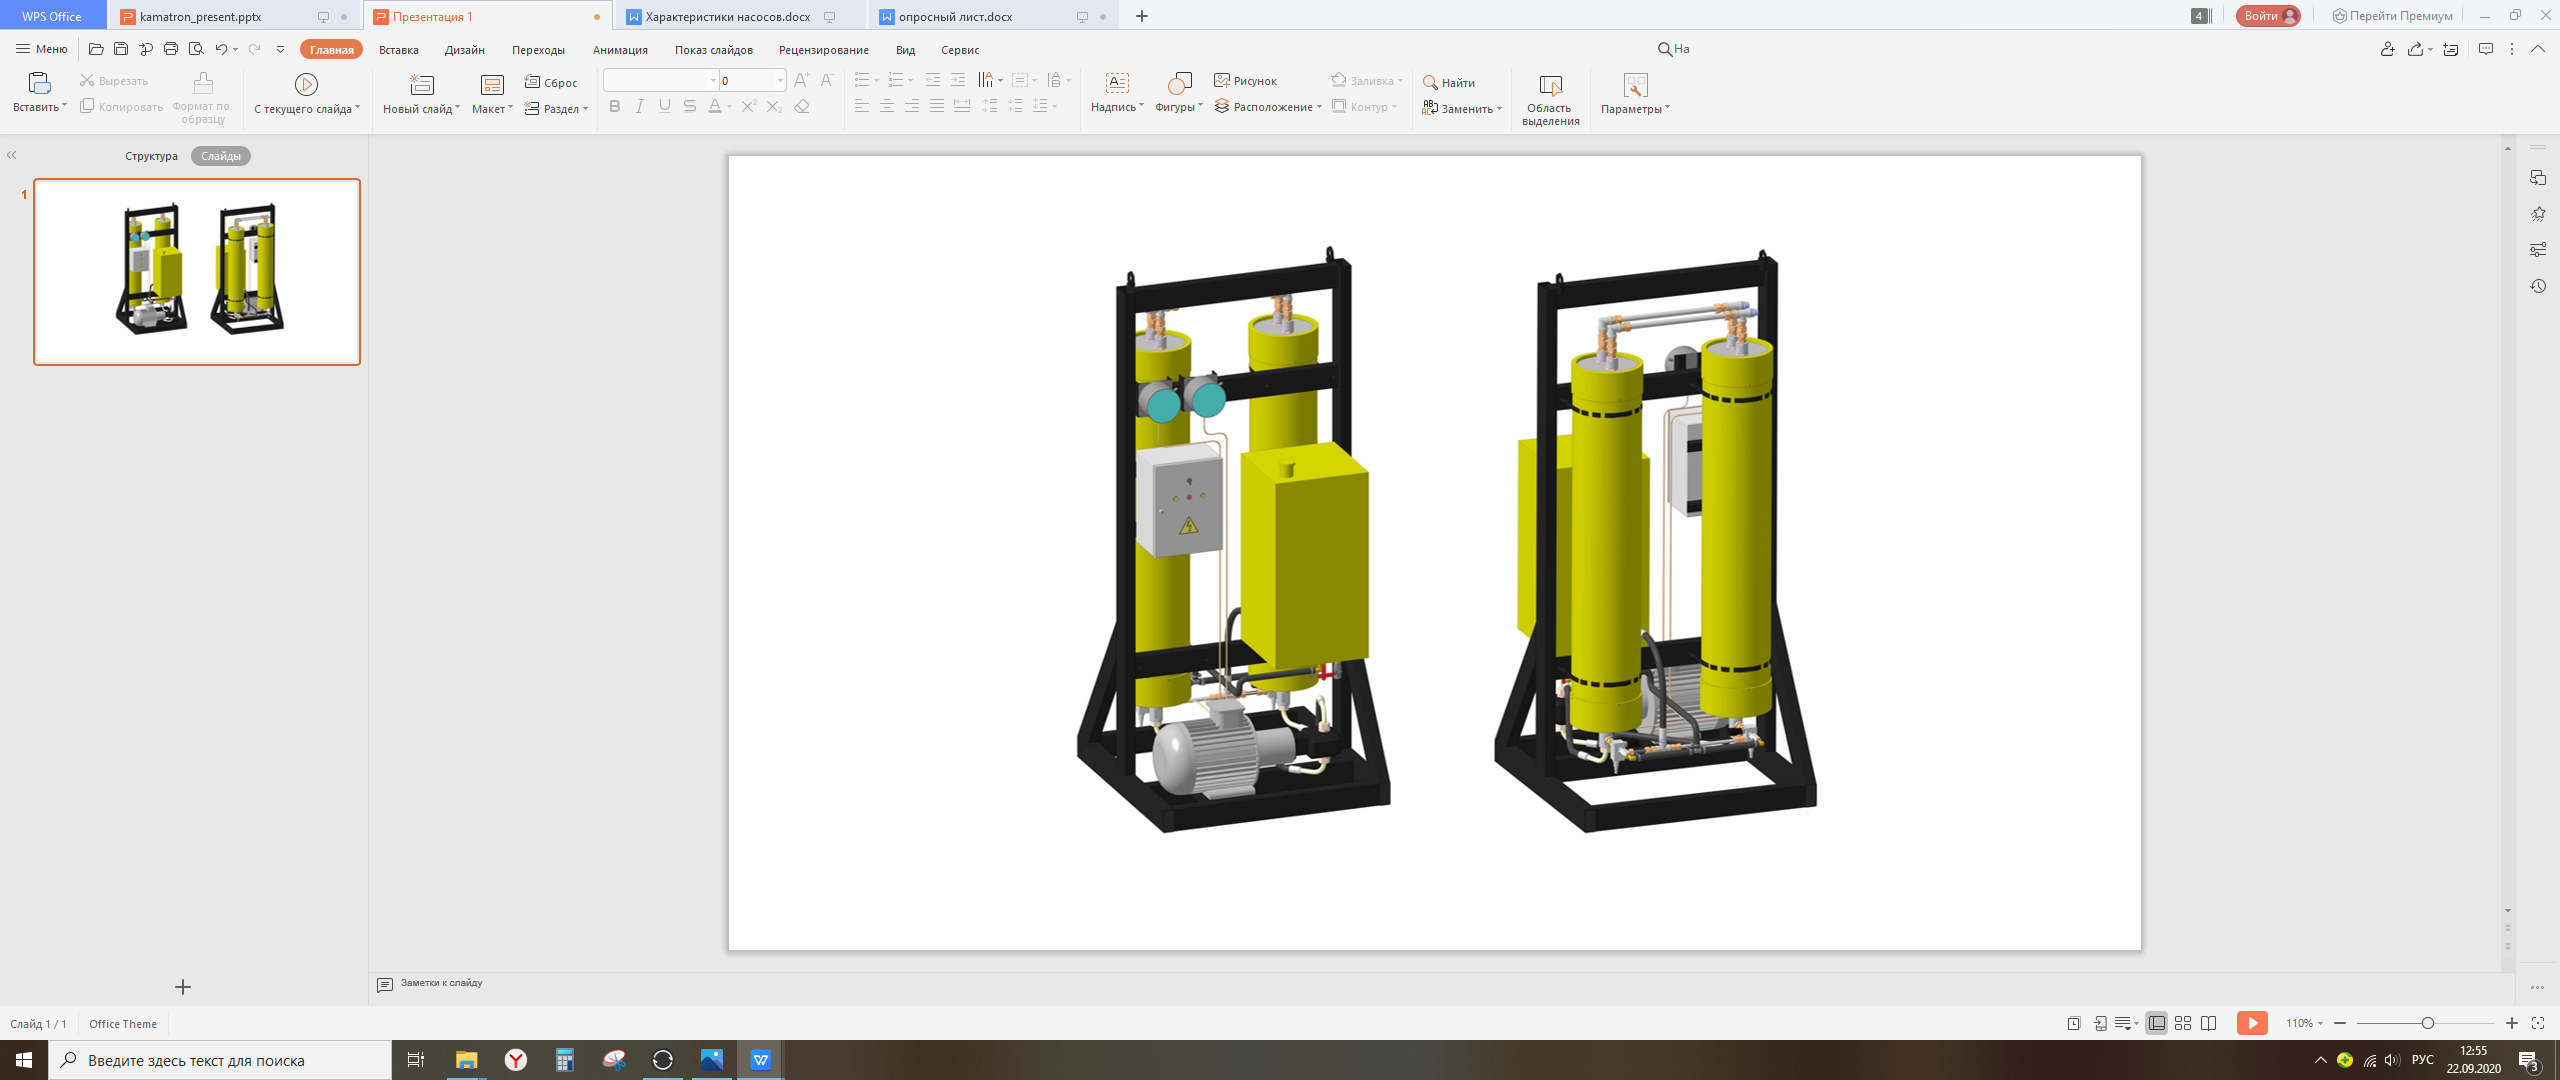 WPS Office
kamatron_present.pptx
Презентация 1
Характеристики насосов.docx
опросный лист.docx
4
Войти
Перейти Премиум
Меню
Главная
Вставка
Дизайн
Переходы
Анимация
Показ слайдов
Рецензирование
Вид
Сервис
На
Вставить
Вырезать
Копировать
Формат по
образцу
С текущего слайда
Новый слайд
Макет
Сброс
Раздел
0
Надпись
Фигуры
Рисунок
Расположение
Заливка
Контур
Найти
Заменить
Область
выделения
Параметры
Структура
Слайды
1
Заметки к слайду
Слайд 1 / 1
Office Theme
110%
Введите здесь текст для поиска
РУС
12:55
22.09.2020
3